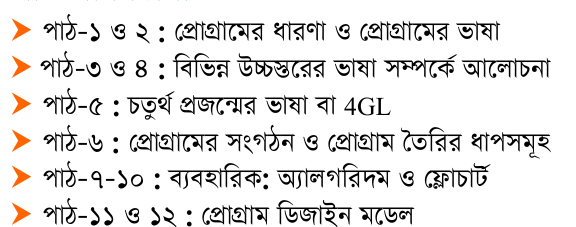 পাঠ-১ ও ২ : প্রোগ্রামের ধারণা ও প্রোগ্রামের ভাষা
পাঠ-৩ ও ৪ : বিভিন্ন উচ্চস্তরের ভাষা সম্পর্কে আলোচনা
পাঠ-৫ : চতুর্থ প্রজন্মের ভাষা বা 4GL
পাঠ-৬ : প্রোগ্রামের সংগঠন ও প্রোগ্রাম তৈরির ধাপসমূহ
পাঠ-৭-১০ : ব্যবহারিক: অ্যালগরিদম ও ফ্লোচার্ট
পাঠ-১১ ও ১২ : প্রোগ্রাম ডিজাইন মডেল